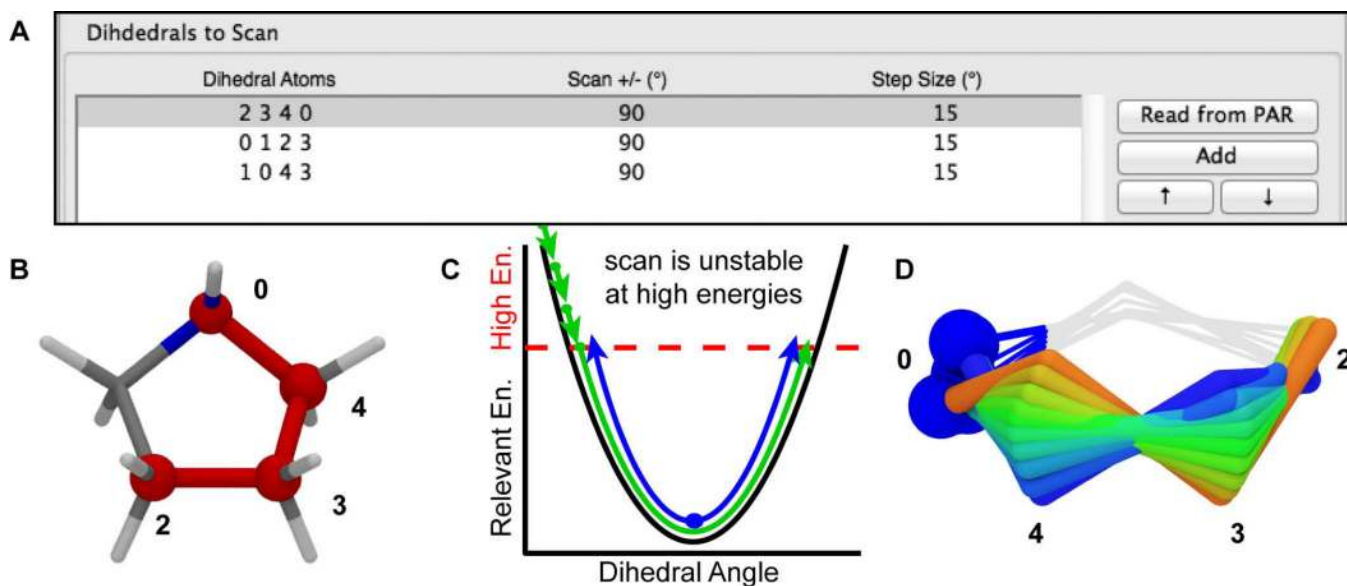 A
Dihdedrals to Scan
Dihedral Atoms Scan +/- (°) Step Size (°)
2 3 4 0 90 15
0 1 2 3 90 15
1 0 4 3 90 15
Read from PAR
Add
↑ ↓
B
0
4
3
2
C
High En.
Relevant En.
scan is unstable
at high energies
Dihedral Angle
D
0
2
4
3